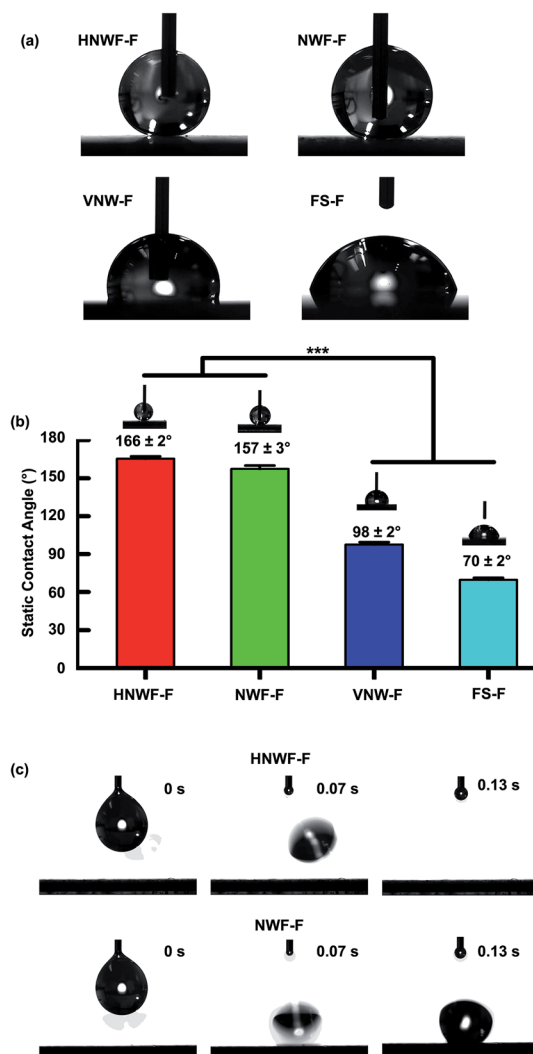 (a)
HNWF-F NWF-F
VNW-F FS-F
***
(b)
166 ± 2° 157 ± 3° 98 ± 2° 70 ± 2°
Static Contact Angle (°)
180
150
120
90
60
30
0
HNWF-F NWF-F VNW-F FS-F
(c)
HNWF-F
0 s 0.07 s 0.13 s
NWF-F
0 s 0.07 s 0.13 s